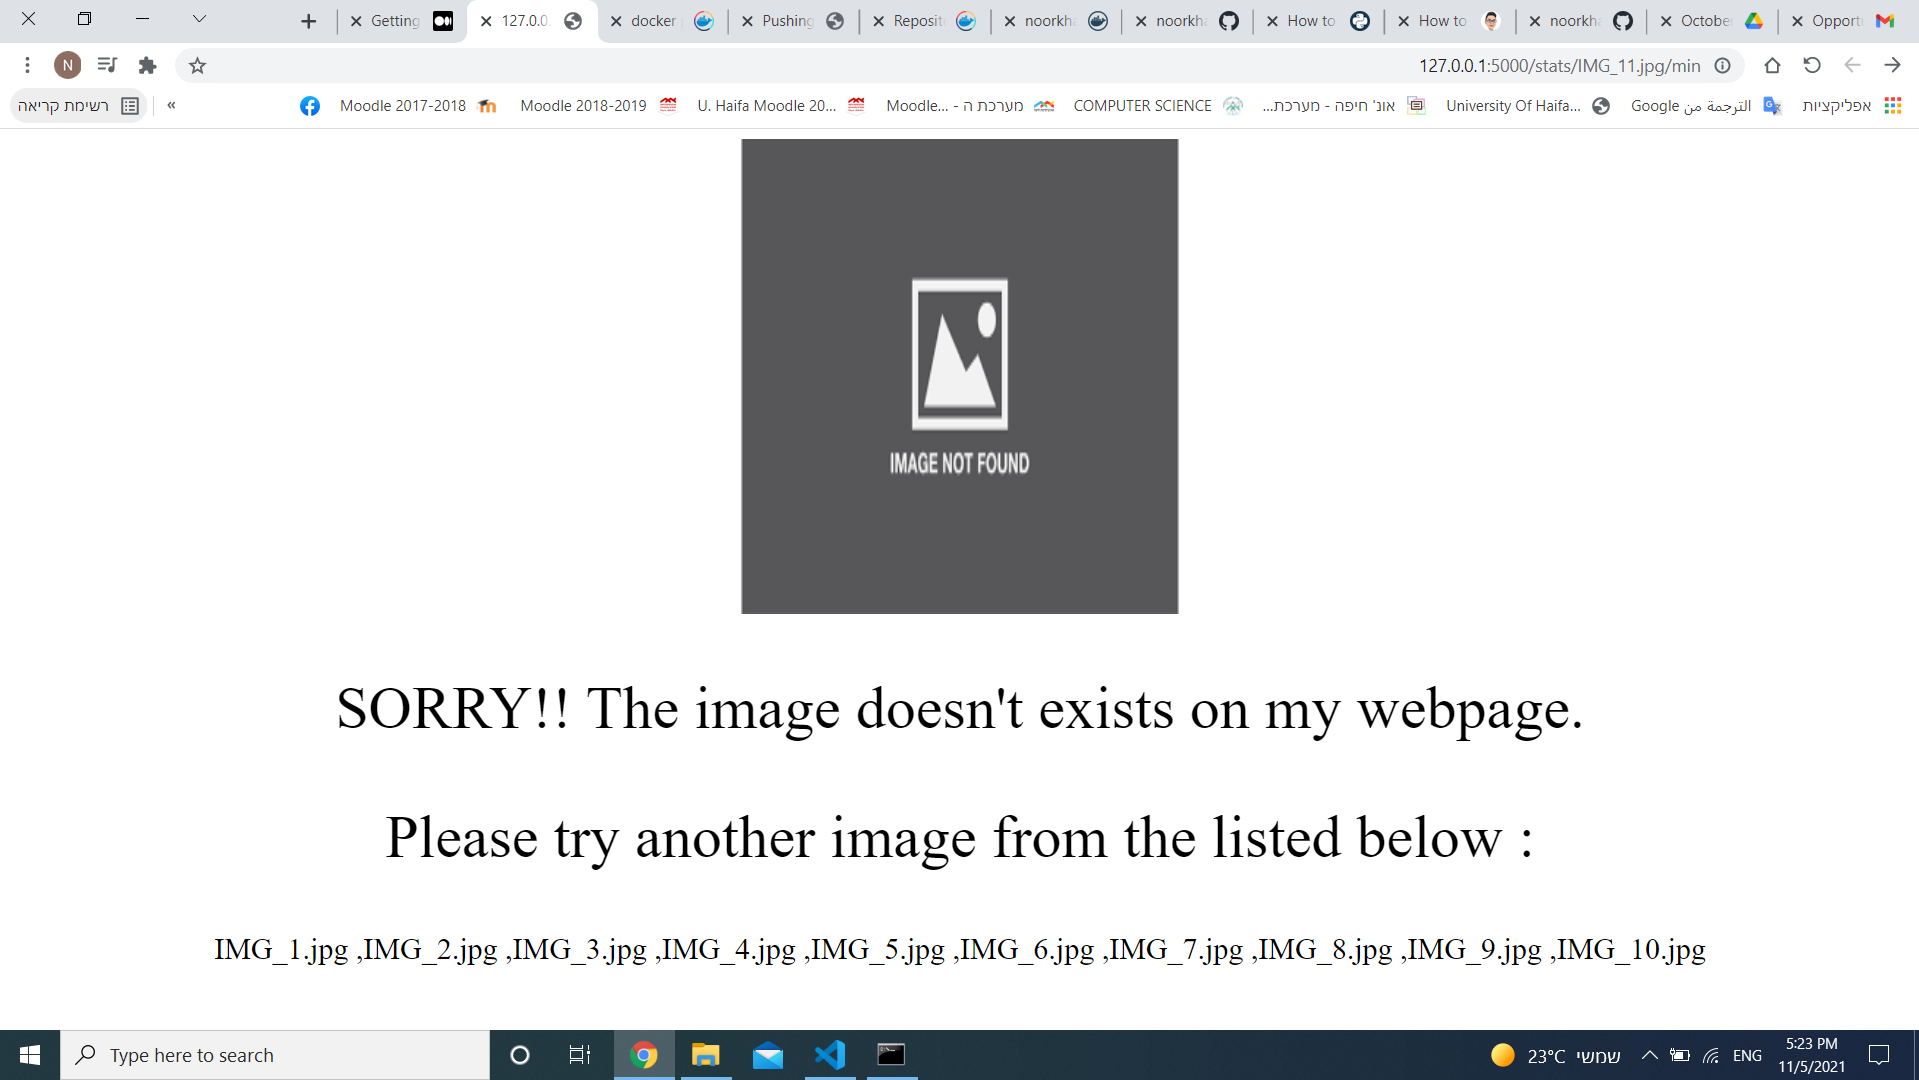 Getting
127.0.0.
docker
Pushing
Reposit
noorkha
noorkha
How to
How to
noorkha
October
Opportu
N
127.0.0.1:5000/stats/IMG_11.jpg/min
רשימת קריאה
»
Moodle 2017-2018
Moodle 2018-2019
U. Haifa Moodle 20...
Moodle... - מערכת ה
COMPUTER SCIENCE
אונ' חיפה - מערכת...
University Of Haifa...
الترجمة من Google
אפליקציות
IMAGE NOT FOUND
SORRY!! The image doesn't exists on my webpage.
Please try another image from the listed below :
IMG_1.jpg ,IMG_2.jpg ,IMG_3.jpg ,IMG_4.jpg ,IMG_5.jpg ,IMG_6.jpg ,IMG_7.jpg ,IMG_8.jpg ,IMG_9.jpg ,IMG_10.jpg
Type here to search
23°C שמשי
ENG
5:23 PM
11/5/2021